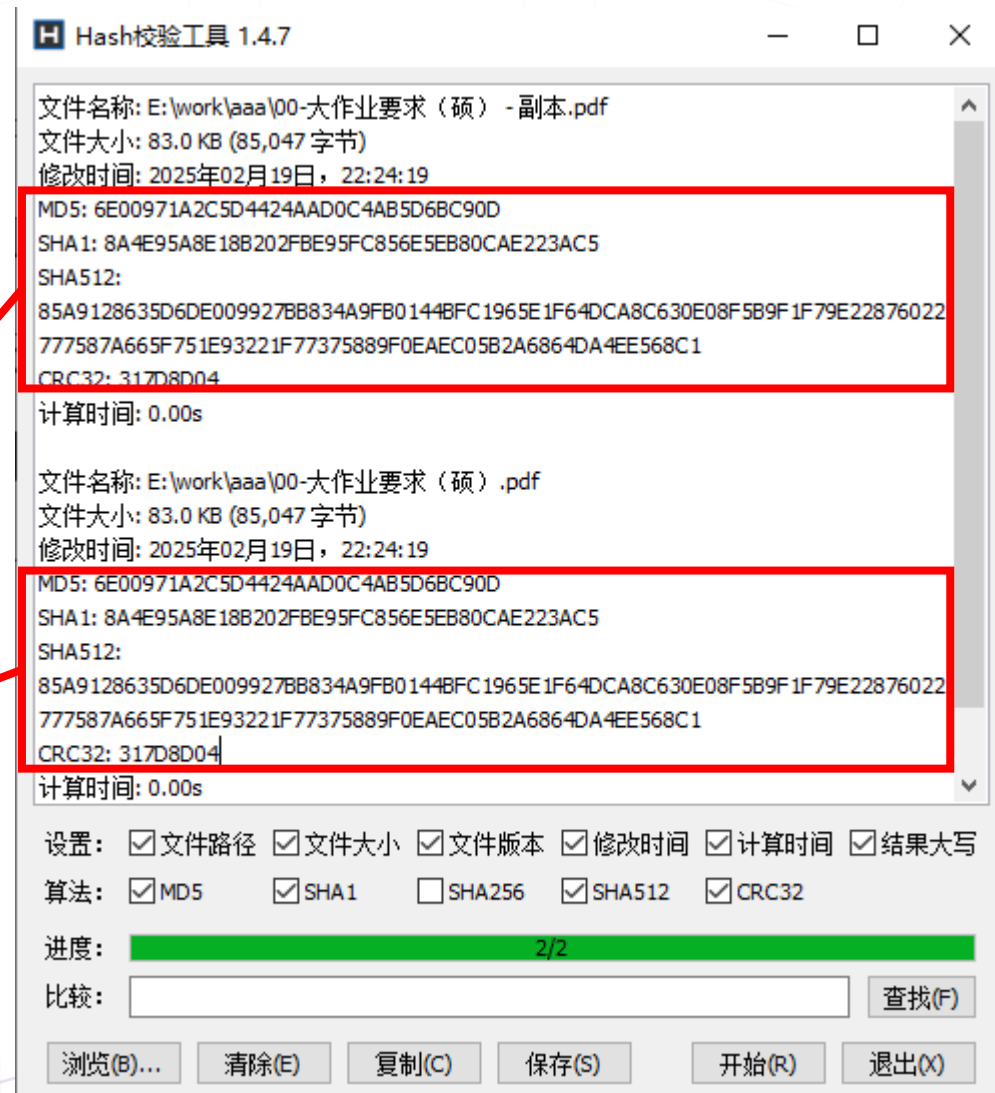 Hash校验工具 1.4.7
文件名称: E:\work\aaa\00-大作业要求（硕） - 副本.pdf
文件大小: 83.0 KB (85,047 字节)
修改时间: 2025年02月19日，22:24:19
MD5: 6E00971A2C5D4424AAD0C4AB5D6BC90D
SHA1: 8A4E95A8E18B202FBE95FC856E5EB80CAE223AC5
SHA512:
85A9128635D6DE009927BB834A9FB0144BFC1965E1F64DCA8C630E08F5B9F1F79E22876022
777587A665F751E93221F77375889F0EAEC05B2A6864DA4EE568C1
CRC32: 317D8D04
计算时间: 0.00s
文件名称: E:\work\aaa\00-大作业要求（硕）.pdf
文件大小: 83.0 KB (85,047 字节)
修改时间: 2025年02月19日，22:24:19
MD5: 6E00971A2C5D4424AAD0C4AB5D6BC90D
SHA1: 8A4E95A8E18B202FBE95FC856E5EB80CAE223AC5
SHA512:
85A9128635D6DE009927BB834A9FB0144BFC1965E1F64DCA8C630E08F5B9F1F79E22876022
777587A665F751E93221F77375889F0EAEC05B2A6864DA4EE568C1
CRC32: 317D8D04
计算时间: 0.00s
设置: 文件路径 文件大小 文件版本 修改时间 计算时间 结果大写
算法: MD5 SHA1 SHA256 SHA512 CRC32
进度: 2/2
比较: 查找(F)
浏览(B)... 清除(E) 复制(C) 保存(S) 开始(R) 退出(X)